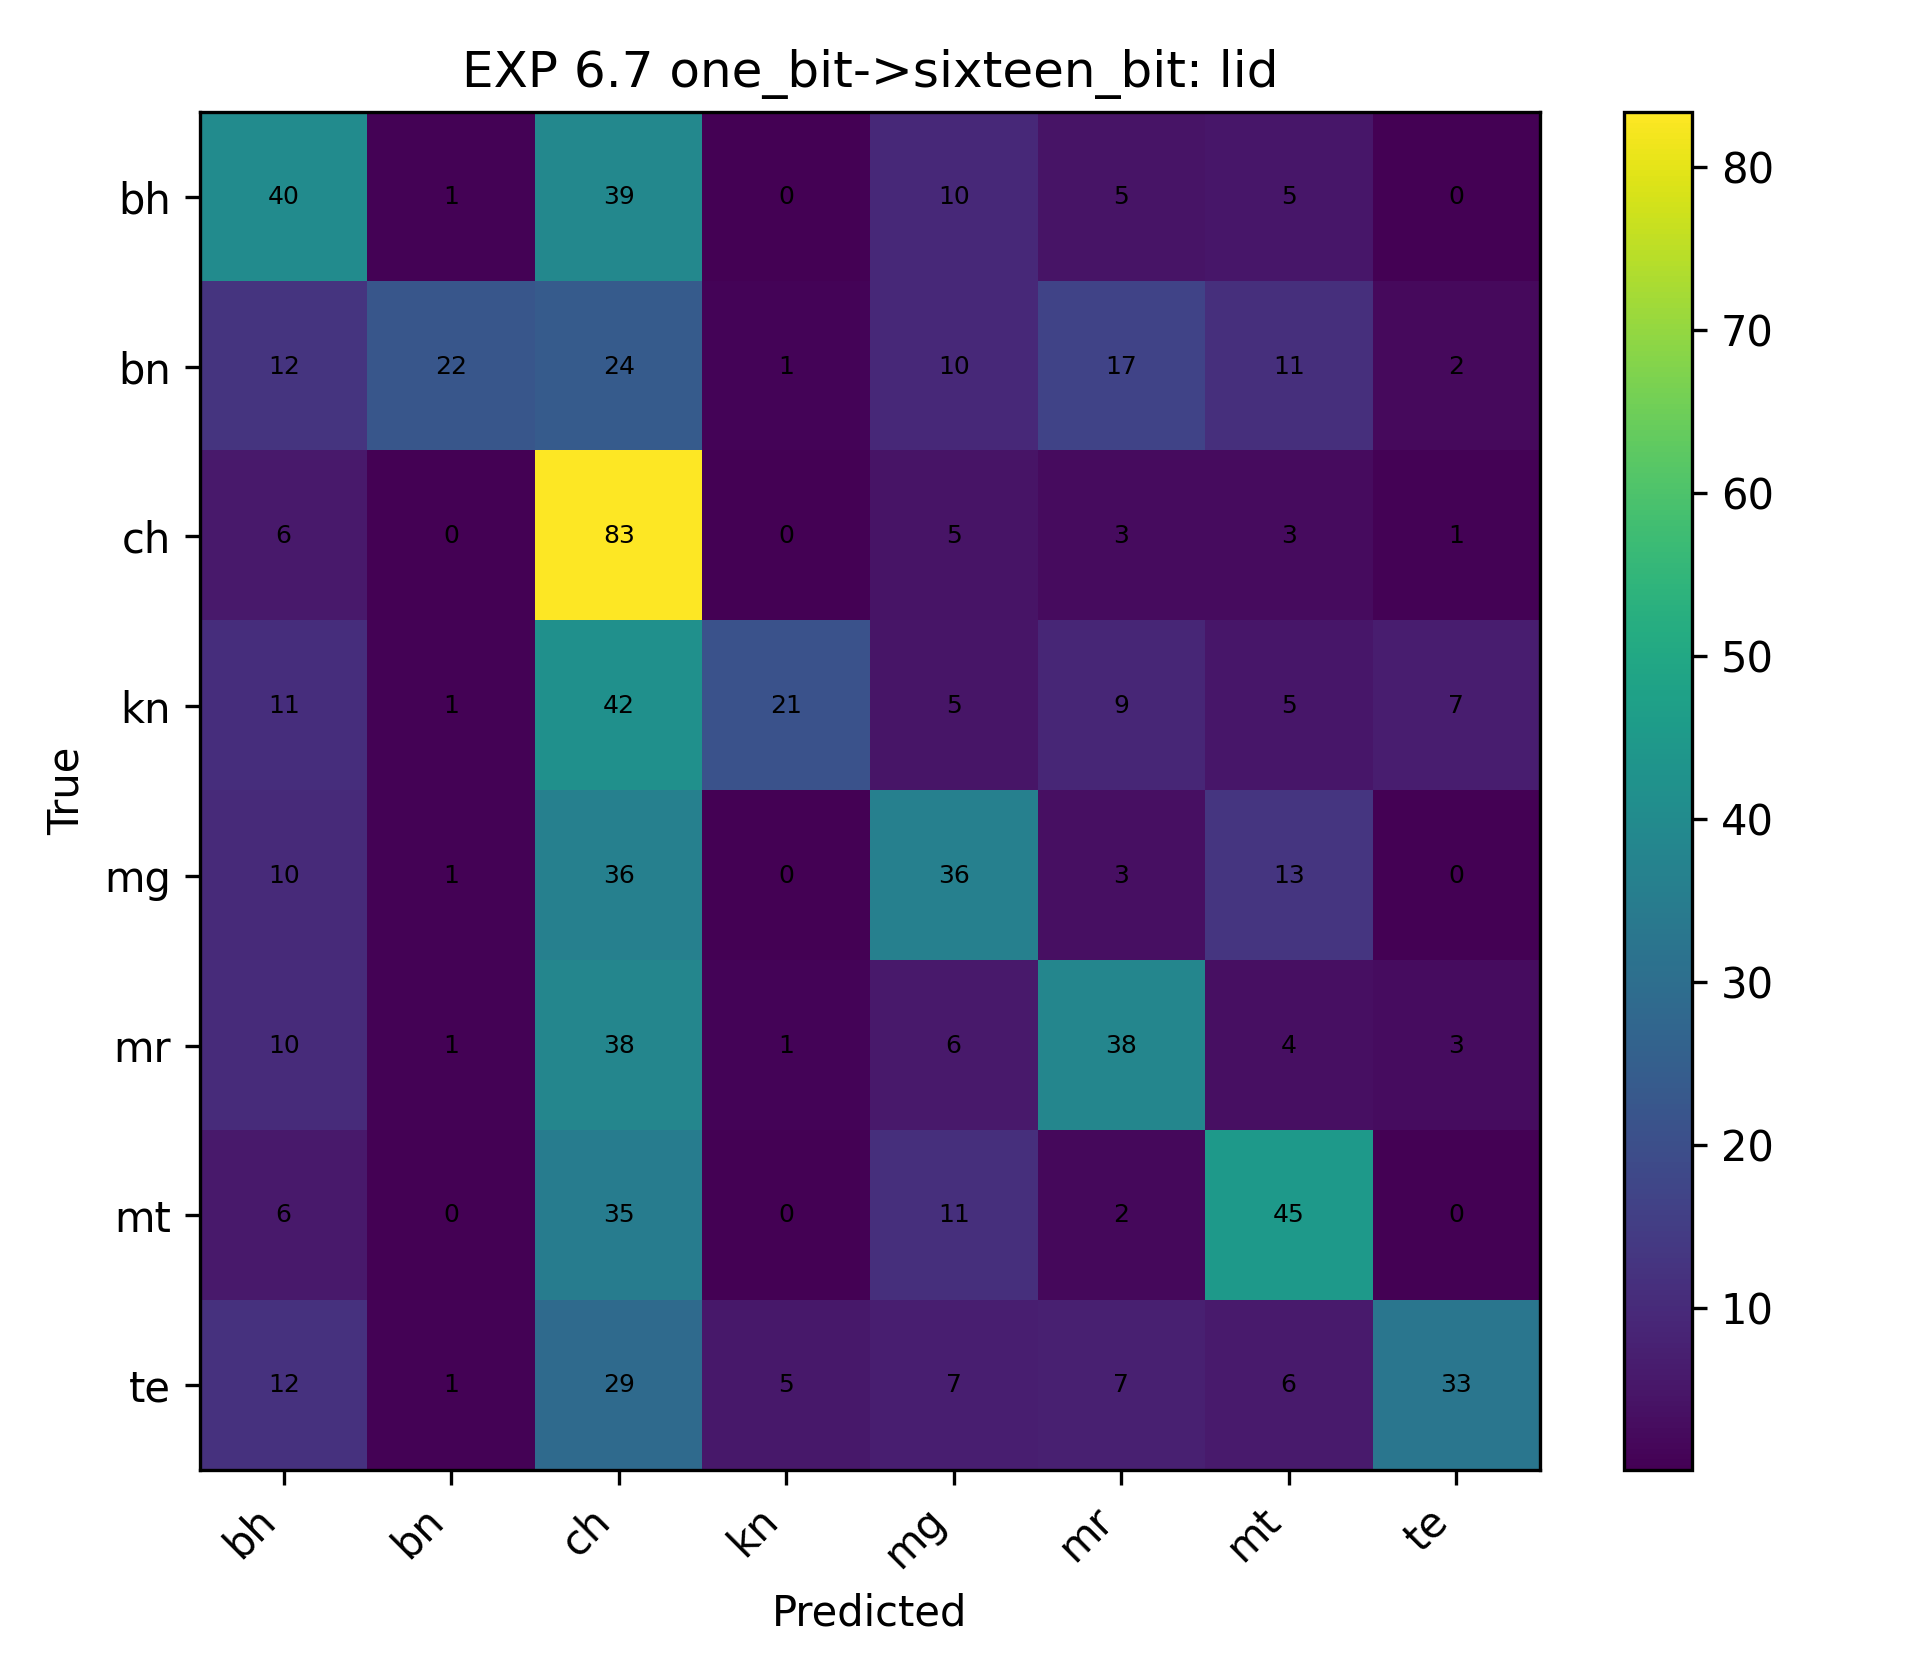 EXP 6.7 one_bit->sixteen_bit: lid
bh 40 1 39 0 10 5 5 0
bn 12 22 24 1 10 17 11 2
ch 6 0 83 0 5 3 3 1
kn 11 1 42 21 5 9 5 7
mg 10 1 36 0 36 3 13 0
mr 10 1 38 1 6 38 4 3
mt 6 0 35 0 11 2 45 0
te 12 1 29 5 7 7 6 33
bh bn ch kn mg mr mt te
Predicted
True
80
70
60
50
40
30
20
10